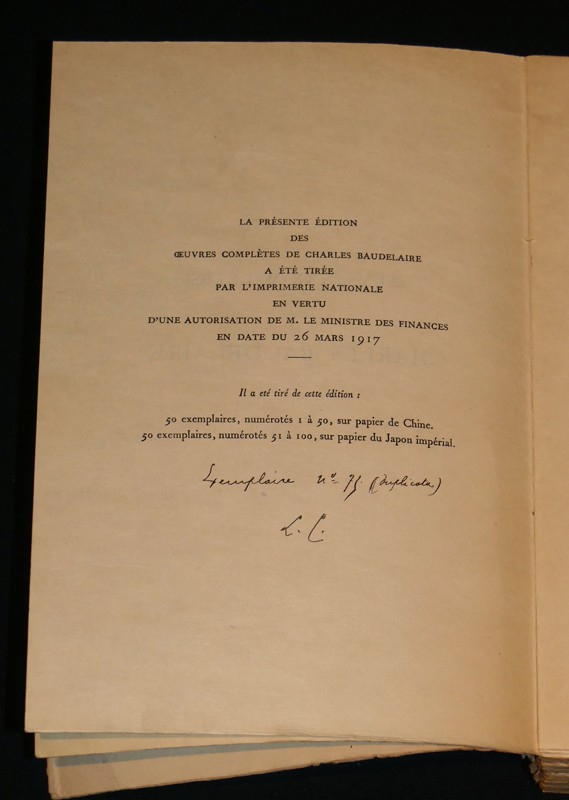 LA PRÉSENTE ÉDITION
DES
ŒUVRES COMPLÈTES DE CHARLES BAUDELAIRE
A ÉTÉ TIRÉE
PAR L'IMPRIMERIE NATIONALE
EN VERTU
D'UNE AUTORISATION DE M. LE MINISTRE DES FINANCES
EN DATE DU 26 MARS 1917
Il a eté tiré de cette édition :
50 exemplaires, numérotés 1 à 50, sur papier de Chine.
50 exemplaires, numérotés 51 à 100, sur papier du Japon impérial.
Exemplaire nº (Duplicata)
L. C.